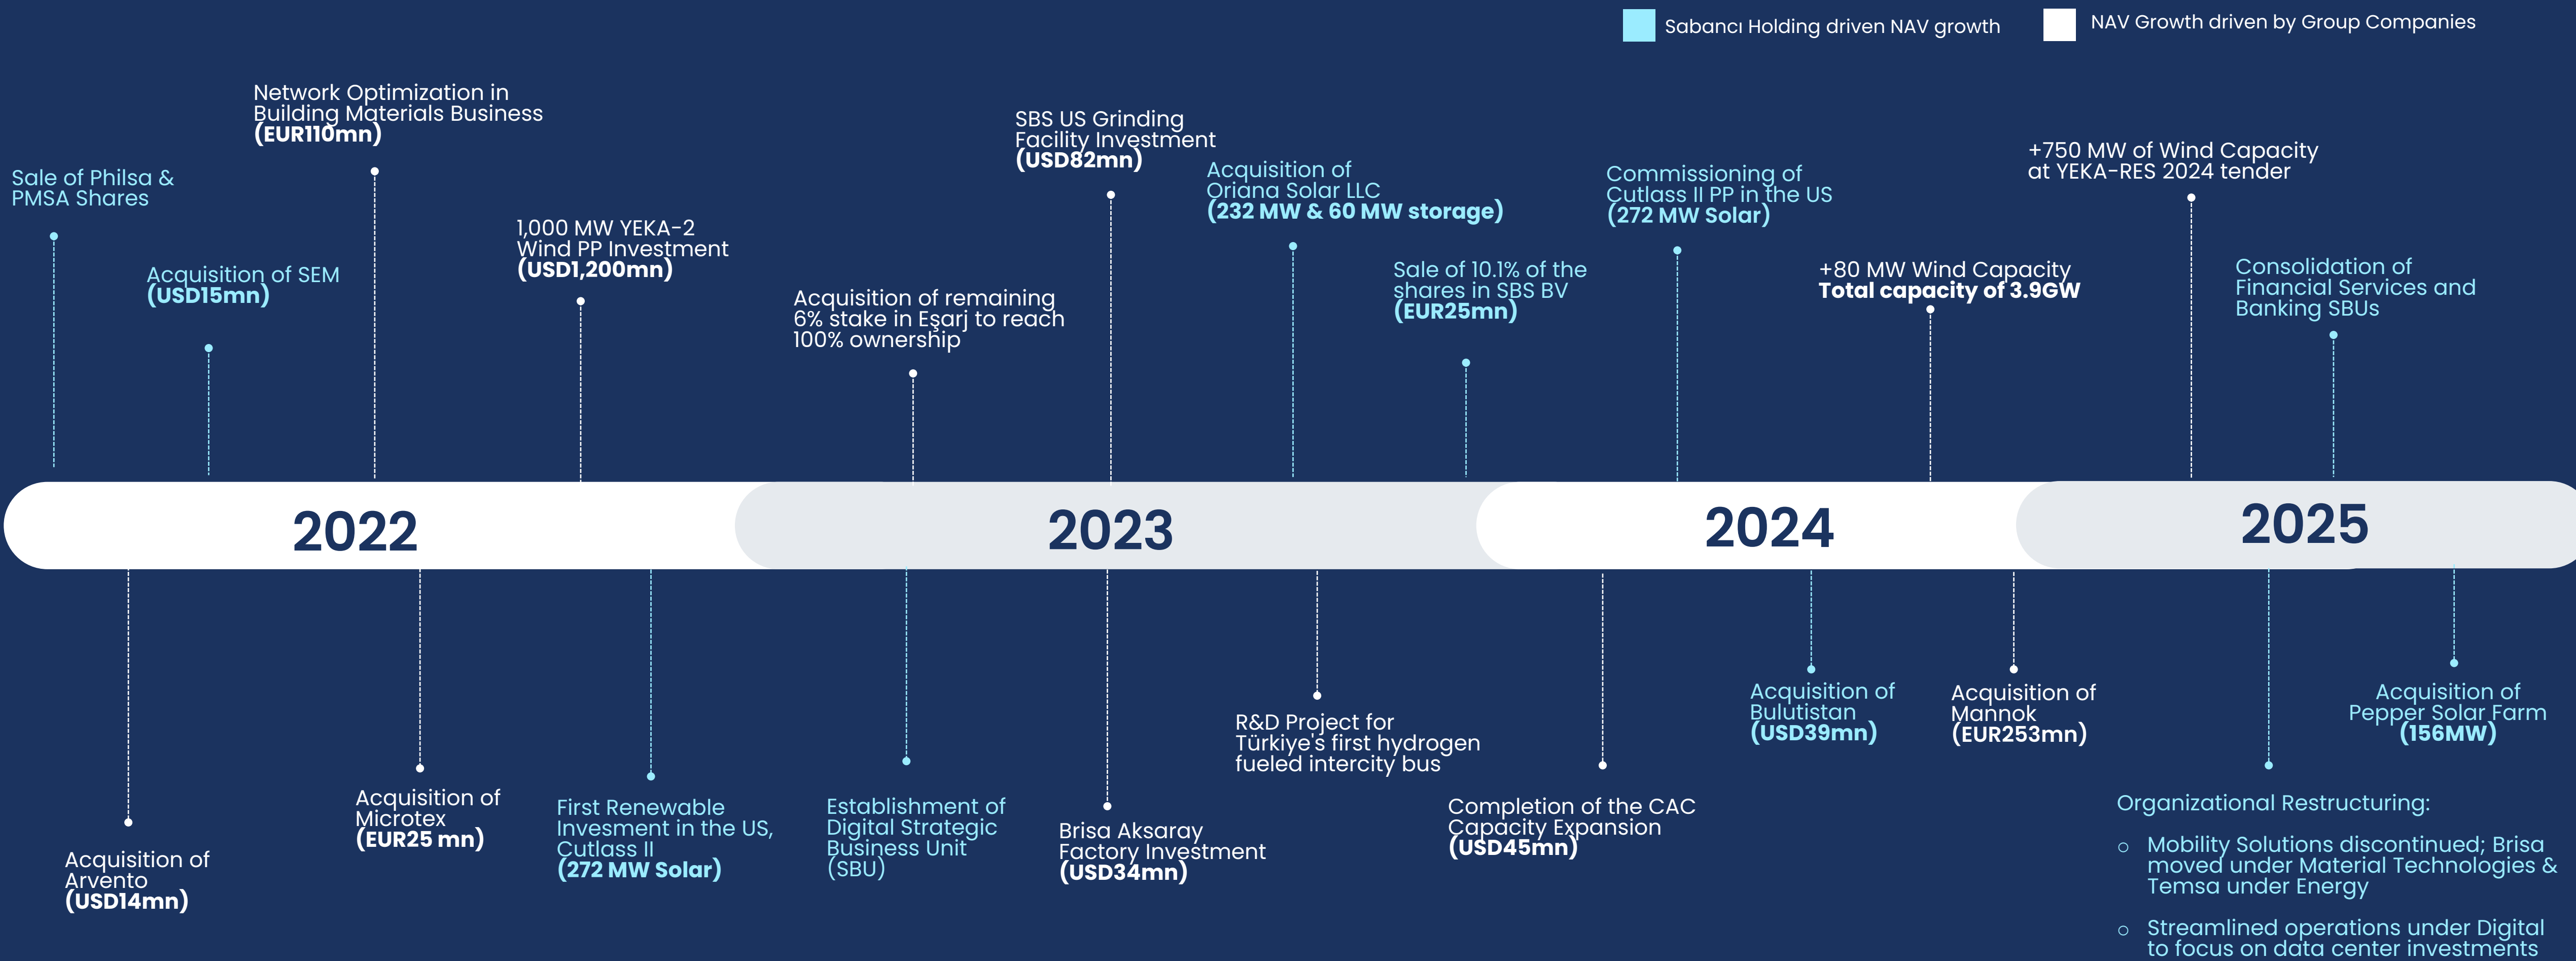 Sabancı Holding driven NAV growth
NAV Growth driven by Group Companies
Sale of Philsa &
PMSA Shares
Acquisition of SEM
(USD15mn)
Network Optimization in
Building Materials Business
(EUR110mn)
1,000 MW YEKA-2
Wind PP Investment
(USD1,200mn)
Acquisition of remaining
6% stake in Eşarj to reach
100% ownership
SBS US Grinding
Facility Investment
(USD82mn)
Acquisition of
Oriana Solar LLC
(232 MW & 60 MW storage)
Sale of 10.1% of the
shares in SBS BV
(EUR25mn)
Commissioning of
Cutlass II PP in the US
(272 MW Solar)
+80 MW Wind Capacity
Total capacity of 3.9GW
+750 MW of Wind Capacity
at YEKA-RES 2024 tender
Consolidation of
Financial Services and
Banking SBUs
2022
2023
2024
2025
Acquisition of
Arvento
(USD14mn)
Acquisition of
Microtex
(EUR25 mn)
First Renewable
Invesment in the US,
Cutlass II
(272 MW Solar)
Establishment of
Digital Strategic
Business Unit
(SBU)
Brisa Aksaray
Factory Investment
(USD34mn)
R&D Project for
Türkiye's first hydrogen
fueled intercity bus
Completion of the CAC
Capacity Expansion
(USD45mn)
Acquisition of
Bulutistan
(USD39mn)
Acquisition of
Mannok
(EUR253mn)
Acquisition of
Pepper Solar Farm
(156MW)
Organizational Restructuring:
o Mobility Solutions discontinued; Brisa
moved under Material Technologies &
Temsa under Energy
o Streamlined operations under Digital
to focus on data center investments